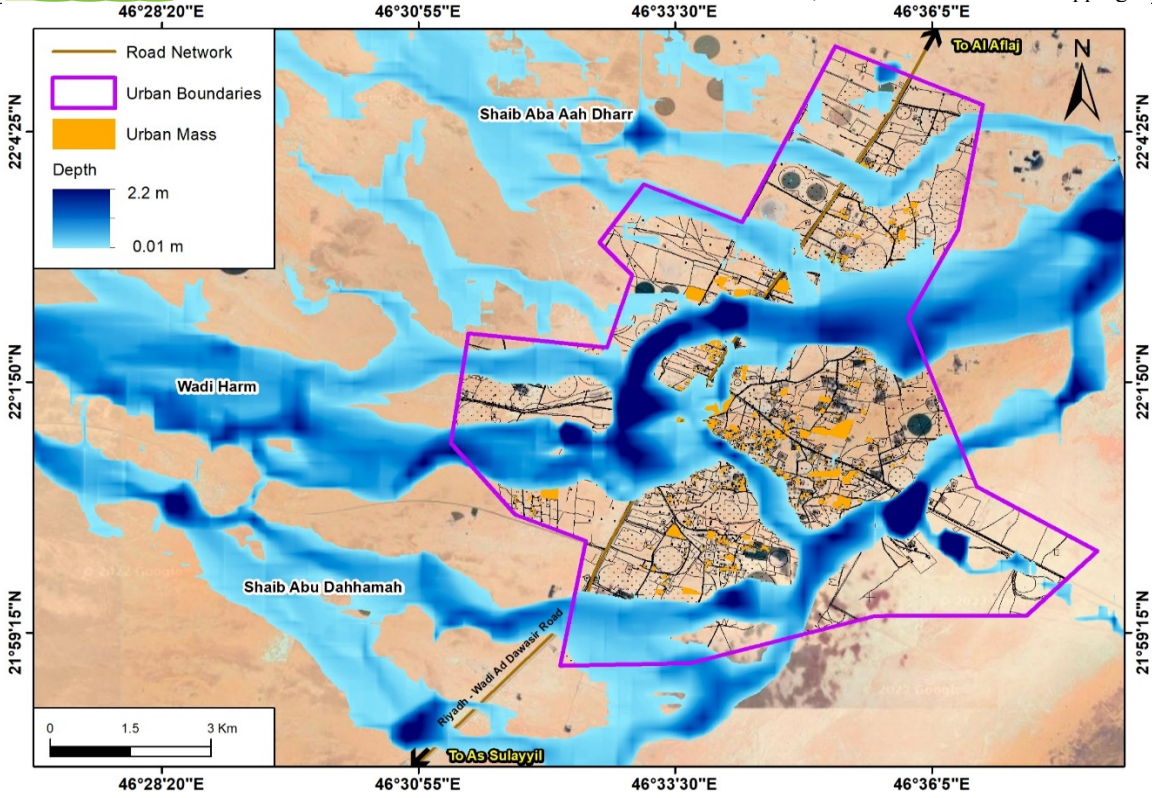 46°28'20"E 46°30'55"E 46°33'30"E 46°36'5"E
Road Network
Urban Boundaries
Urban Mass
Depth
2.2 m
0.01 m
To Al Aflaj
N
Shaib Aba Aah Dharr
22°4'25"N
22°4'25"N
Wadi Harm
22°1'50"N
22°1'50"N
Shaib Abu Dahhamah
21°59'15"N
21°59'15"N
Riyadh - Wadi Ad Dawasir Road
2022 Google
2022 Google
0 1.5 3 Km
To As Sulayyil
46°28'20"E 46°30'55"E 46°33'30"E 46°36'5"E